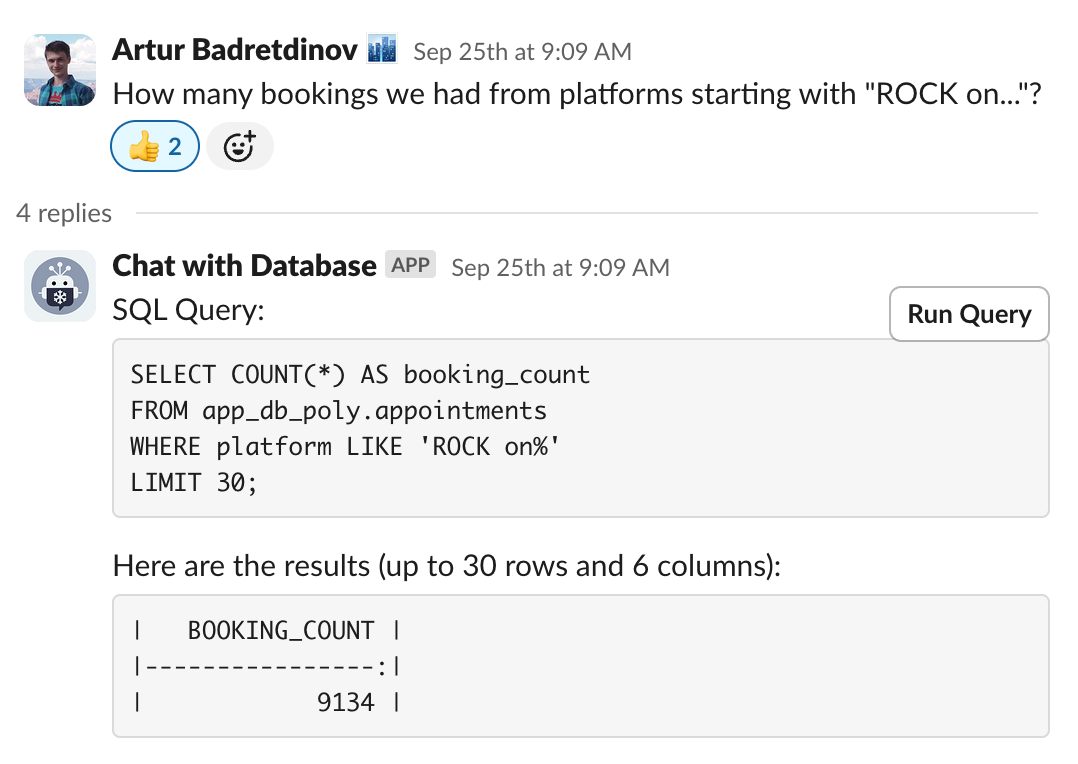 Artur Badretdinov Sep 25th at 9:09 AM
How many bookings we had from platforms starting with "ROCK on..."?
👍 2
4 replies
Chat with Database APP Sep 25th at 9:09 AM
SQL Query:
Run Query
SELECT COUNT(*) AS booking_count
FROM app_db_poly.appointments
WHERE platform LIKE 'ROCK on%'
LIMIT 30;
Here are the results (up to 30 rows and 6 columns):
|   BOOKING_COUNT |
|----------------:|
|            9134 |